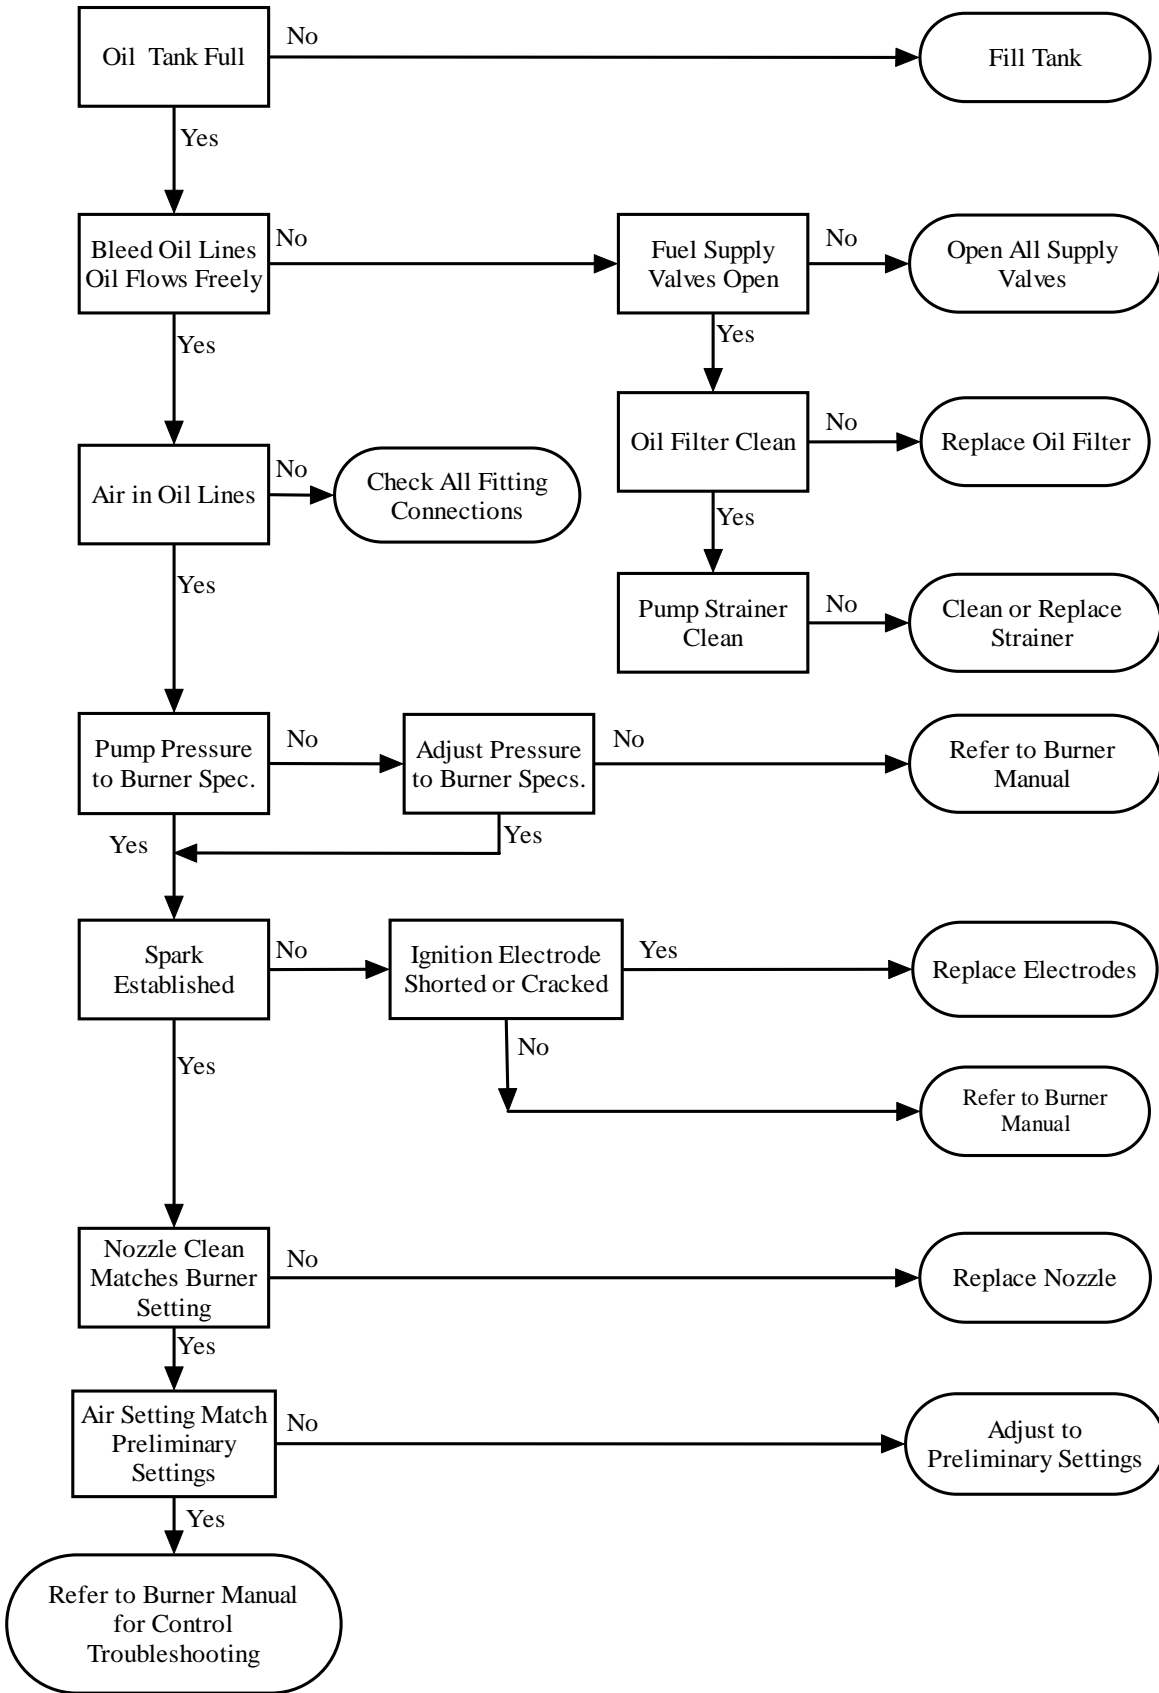 Oil Tank Full
No
Fill Tank
Yes
Bleed Oil Lines
Oil Flows Freely
No
Fuel Supply
Valves Open
No
Open All Supply
Valves
Yes
Yes
Oil Filter Clean
No
Replace Oil Filter
Air in Oil Lines
No
Check All Fitting
Connections
Yes
Yes
Pump Strainer
Clean
No
Clean or Replace
Strainer
Pump Pressure
to Burner Spec.
No
Adjust Pressure
to Burner Specs.
No
Refer to Burner
Manual
Yes
Yes
Spark
Established
No
Ignition Electrode
Shorted or Cracked
Yes
Replace Electrodes
No
Yes
Refer to Burner
Manual
Nozzle Clean
Matches Burner
Setting
No
Replace Nozzle
Yes
Air Setting Match
Preliminary
Settings
No
Adjust to
Preliminary Settings
Yes
Refer to Burner Manual
for Control
Troubleshooting